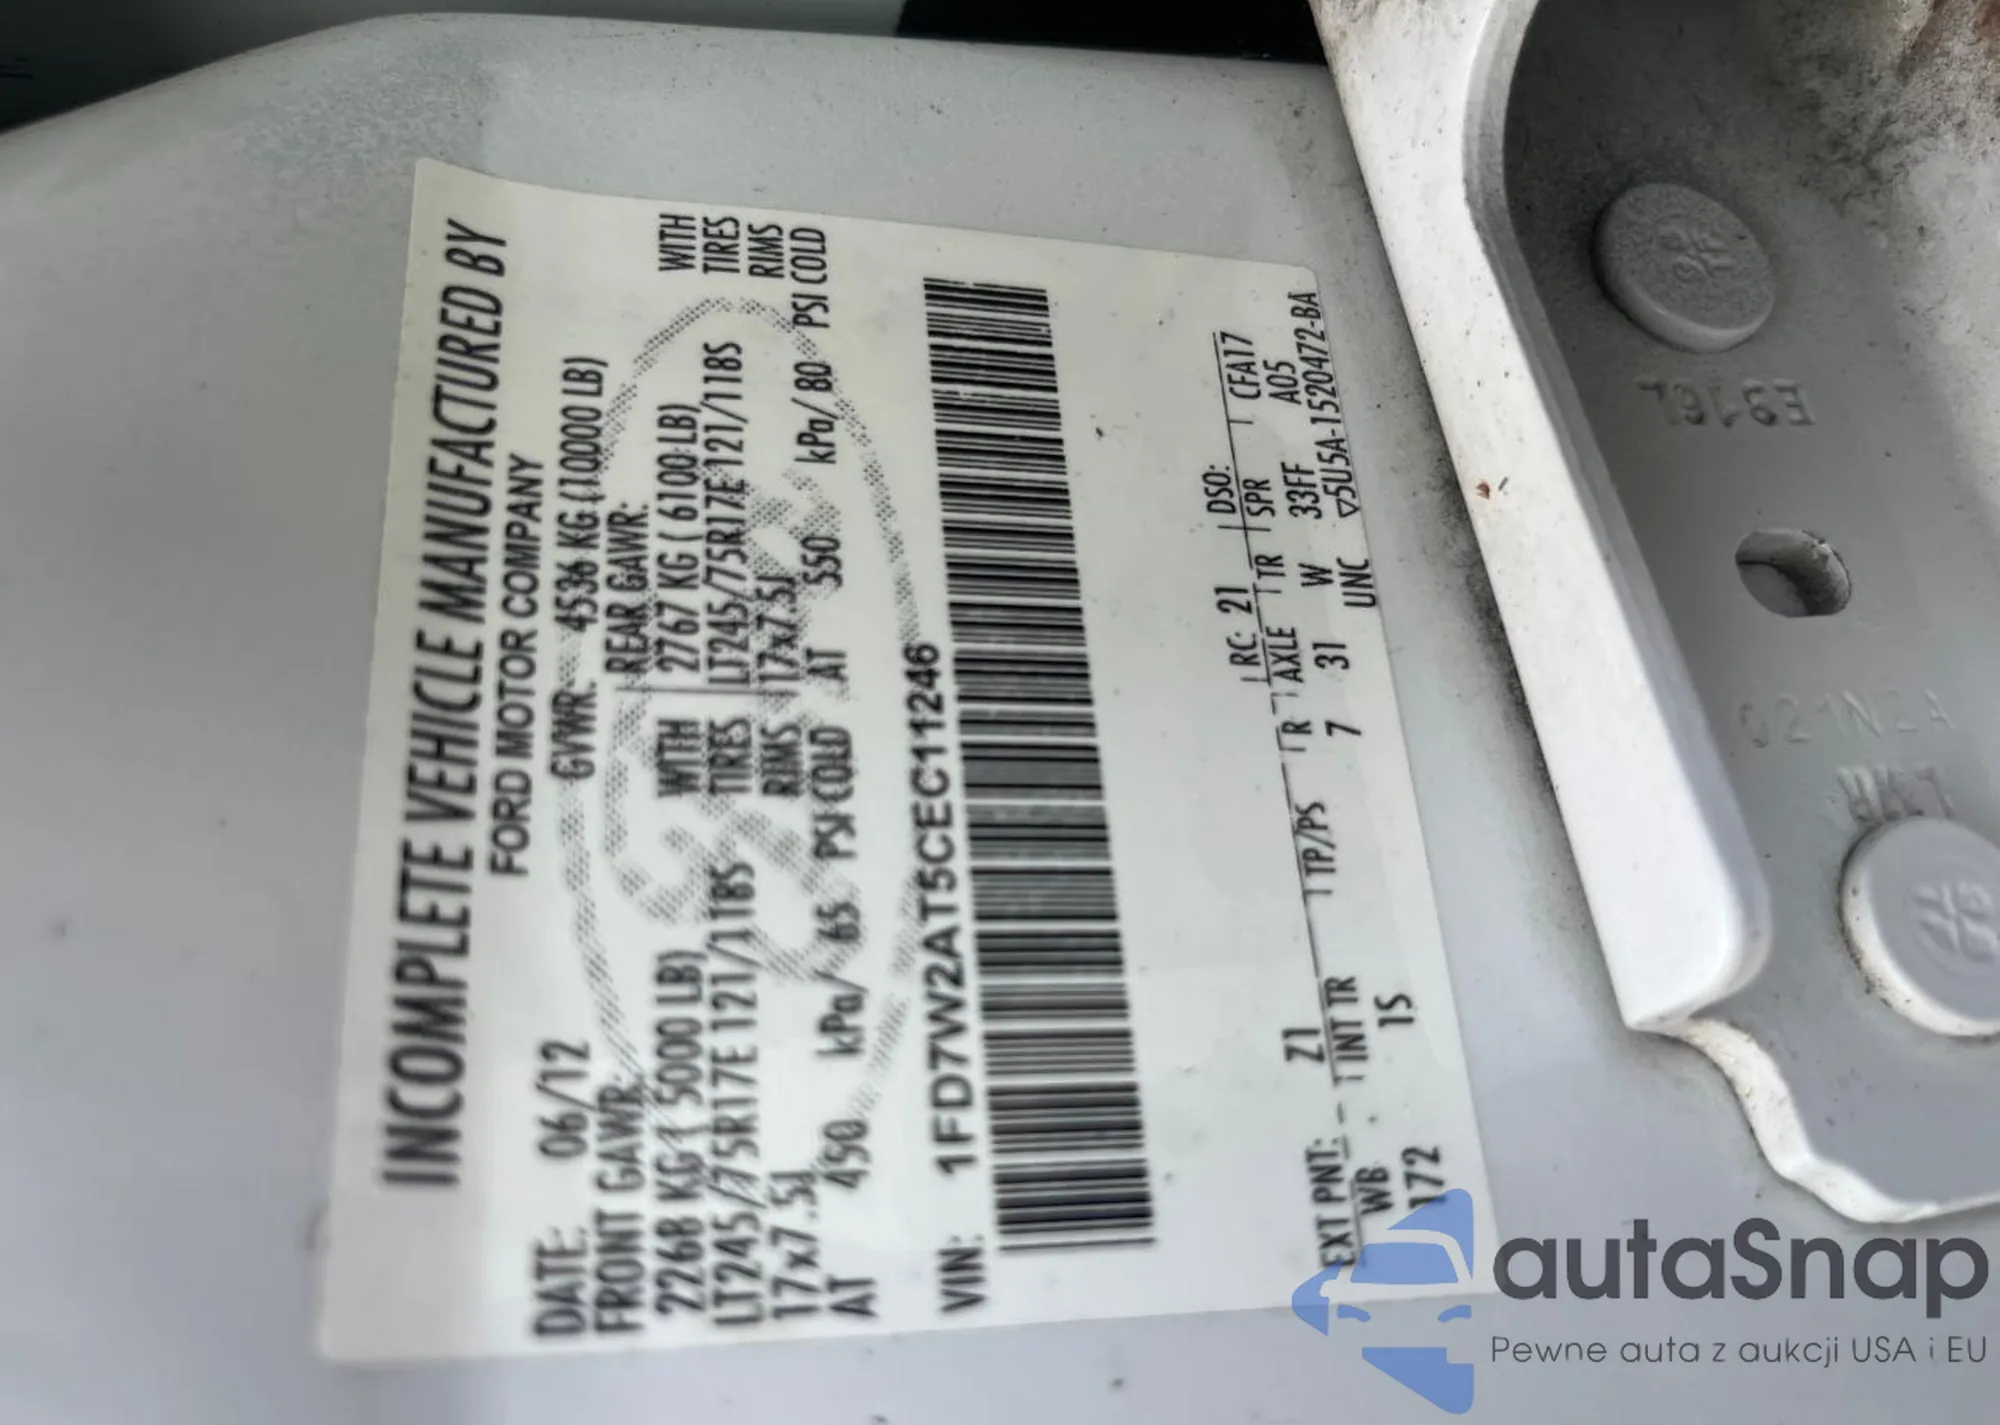 INCOMPLETE VEHICLE MANUFACTURED BY
FORD MOTOR COMPANY
DATE: 06/12 GVWR: 4536 KG (10000 LB)
FRONT GAWR: REAR GAWR:
2268 KG ( 5000 LB) WITH 2767 KG ( 6100 LB) WITH
LT245/75R17E 121/118S TIRES LT245/75R17E 121/118S TIRES
17x7.5J RIMS 17x7.5J RIMS
AT 450 kPa/ 65 PSI COLD AT 550 kPa/ 80 PSI COLD
VIN: 1FD7W2AT5CEC11246
EXT PNT: Z1 RC: 21 DSO:
WB INT TR TP/PS R AXLE TR SPR CFA17
172 1S 7 31 W 33FF A05
UNC ▽5U5A-1520472-BA
E316L
autaSnap
Pewne auta z aukcji USA i EU